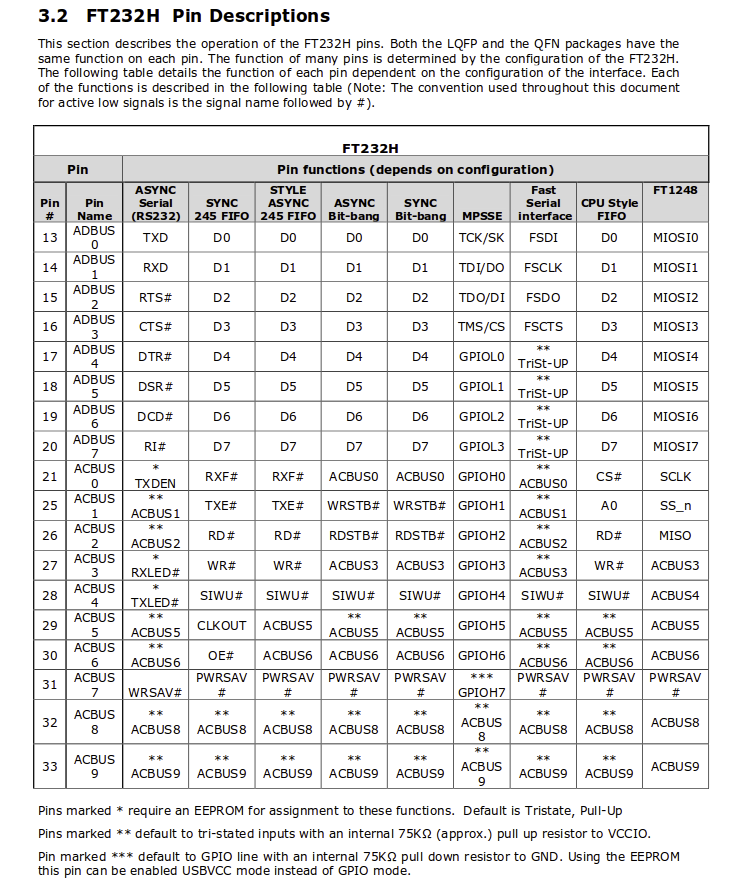 3.2 FT232H Pin Descriptions
This section describes the operation of the FT232H pins. Both the LQFP and the QFN packages have the
same function on each pin. The function of many pins is determined by the configuration of the FT232H.
The following table details the function of each pin dependent on the configuration of the interface. Each
of the functions is described in the following table (Note: The convention used throughout this document
for active low signals is the signal name followed by #).
FT232H
Pin Pin functions (depends on configuration)
Pin # Pin Name ASYNC Serial (RS232) SYNC 245 FIFO STYLE ASYNC 245 FIFO ASYNC Bit-bang SYNC Bit-bang MPSSE Fast Serial interface CPU Style FIFO FT1248
13 ADBUS 0 TXD D0 D0 D0 D0 TCK/SK FSDI D0 MIOSI0
14 ADBUS 1 RXD D1 D1 D1 D1 TDI/DO FSCLK D1 MIOSI1
15 ADBUS 2 RTS# D2 D2 D2 D2 TDO/DI FSDO D2 MIOSI2
16 ADBUS 3 CTS# D3 D3 D3 D3 TMS/CS FSCTS D3 MIOSI3
17 ADBUS 4 DTR# D4 D4 D4 D4 GPIOL0 ** TriSt-UP D4 MIOSI4
18 ADBUS 5 DSR# D5 D5 D5 D5 GPIOL1 ** TriSt-UP D5 MIOSI5
19 ADBUS 6 DCD# D6 D6 D6 D6 GPIOL2 ** TriSt-UP D6 MIOSI6
20 ADBUS 7 RI# D7 D7 D7 D7 GPIOL3 ** TriSt-UP D7 MIOSI7
21 ACBUS 0 * TXDEN RXF# RXF# ACBUS0 ACBUS0 GPIOH0 ** ACBUS0 CS# SCLK
25 ACBUS 1 ** ACBUS1 TXE# TXE# WRSTB# WRSTB# GPIOH1 ** ACBUS1 A0 SS_n
26 ACBUS 2 ** ACBUS2 RD# RD# RDSTB# RDSTB# GPIOH2 ** ACBUS2 RD# MISO
27 ACBUS 3 * RXLED# WR# WR# ACBUS3 ACBUS3 GPIOH3 ** ACBUS3 WR# ACBUS3
28 ACBUS 4 * TXLED# SIWU# SIWU# SIWU# SIWU# GPIOH4 SIWU# SIWU# ACBUS4
29 ACBUS 5 ** ACBUS5 CLKOUT ACBUS5 ** ACBUS5 ** ACBUS5 GPIOH5 ** ACBUS5 ** ACBUS5 ACBUS5
30 ACBUS 6 ** ACBUS6 OE# ACBUS6 ACBUS6 ACBUS6 GPIOH6 ** ACBUS6 ** ACBUS6 ACBUS6
31 ACBUS 7 WRSAV# PWRSAV # PWRSAV # PWRSAV # PWRSAV # *** GPIOH7 PWRSAV # PWRSAV # PWRSAV #
32 ACBUS 8 ** ACBUS8 ** ACBUS8 ** ACBUS8 ** ACBUS8 ** ACBUS8 ** ACBUS 8 ** ACBUS8 ** ACBUS8 ACBUS8
33 ACBUS 9 ** ACBUS9 ** ACBUS9 ** ACBUS9 ** ACBUS9 ** ACBUS9 ** ACBUS 9 ** ACBUS9 ** ACBUS9 ACBUS9
Pins marked * require an EEPROM for assignment to these functions. Default is Tristate, Pull-Up
Pins marked ** default to tri-stated inputs with an internal 75KΩ (approx.) pull up resistor to VCCIO.
Pin marked *** default to GPIO line with an internal 75KΩ pull down resistor to GND. Using the EEPROM
this pin can be enabled USBVCC mode instead of GPIO mode.